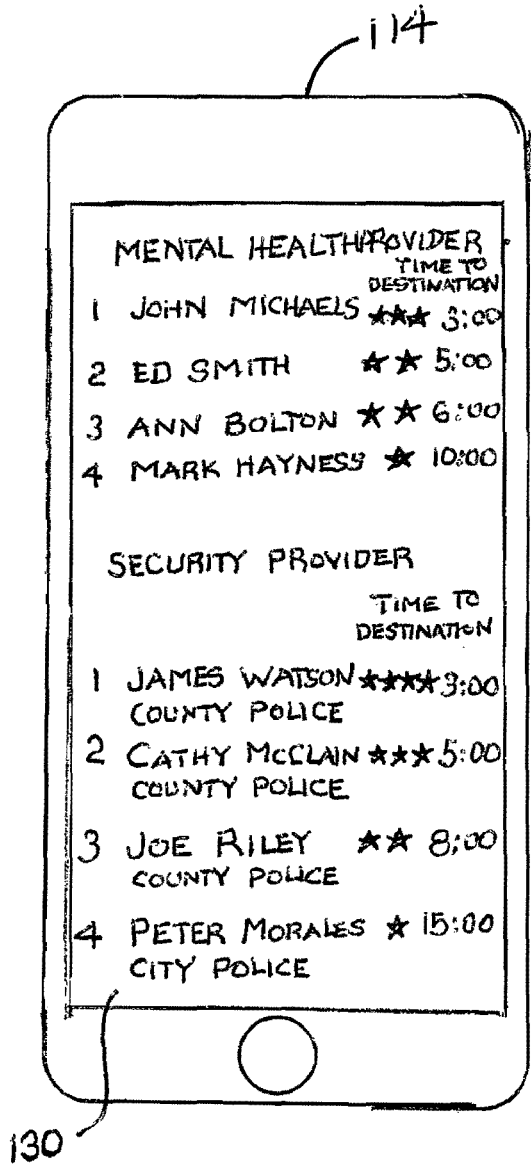 114
MENTAL HEALTH PROVIDER
TIME TO
DESTINATION
1 JOHN MICHAELS ★★★ 3:00
2 ED SMITH ★★ 5:00
3 ANN BOLTON ★★ 6:00
4 MARK HAYNESS ★ 10:00
SECURITY PROVIDER
TIME TO
DESTINATION
1 JAMES WATSON ★★★★ 3:00
COUNTY POLICE
2 CATHY MCCLAIN ★★★ 5:00
COUNTY POLICE
3 JOE RILEY ★★ 8:00
COUNTY POLICE
4 PETER MORALES ★ 15:00
CITY POLICE
130